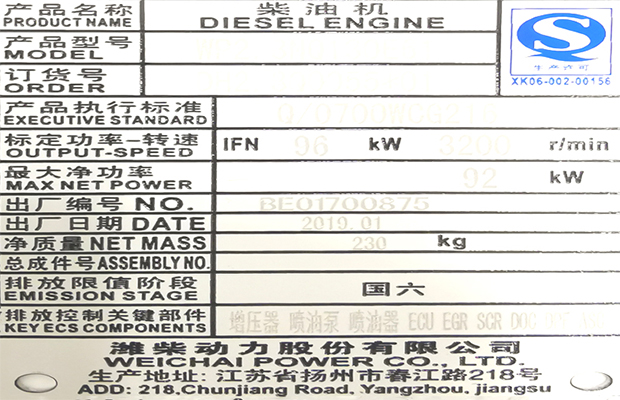 产品名称 柴油机
PRODUCT NAME DIESEL ENGINE
产品型号
MODEL
订货号
ORDER
生产许可
XK06-002-00156
产品执行标准
EXECUTIVE STANDARD
标定功率-转速 IFN 96 kW 3200 r/min
OUTPUT-SPEED
最大净功率 92 kW
MAX NET POWER
出厂编号 NO. BE01700875
出厂日期 DATE 2019.01
净质量 NET MASS 230 kg
总成件号 ASSEMBLY NO.
排放限值阶段 国六
EMISSION STAGE
排放控制关键部件 增压器 喷油泵 喷油器 ECU EGR SCR
KEY ECS COMPONENTS
潍柴动力股份有限公司
WEICHAI POWER CO., LTD.
生产地址: 江苏省扬州市春江路218号
ADD: 218,Chunjiang Road, Yangzhou, jiangsu